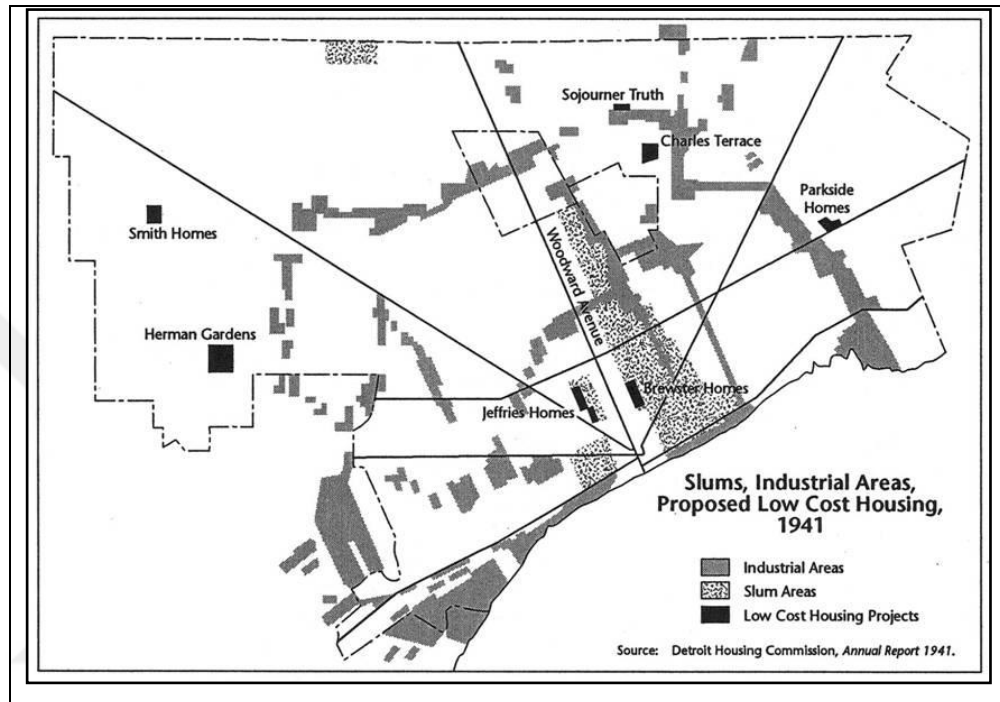 Sojourner Truth
Charles Terrace
Parkside
Homes
Smith Homes
Woodward Avenue
Herman Gardens
Jeffries Homes
Brewster Homes
Slums, Industrial Areas,
Proposed Low Cost Housing,
1941
Industrial Areas
Slum Areas
Low Cost Housing Projects
Source: Detroit Housing Commission, Annual Report 1941.